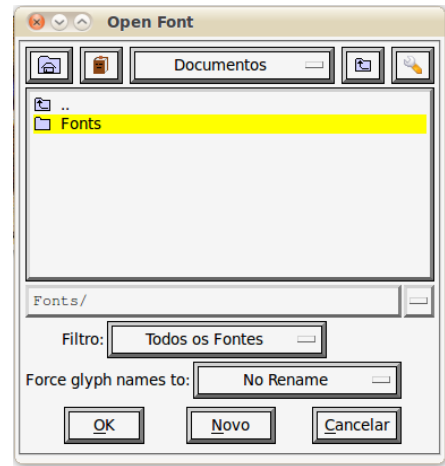 Open Font
Documentos
..
Fonts
Fonts/
Filtro: Todos os Fontes
Force glyph names to: No Rename
OK Novo Cancelar